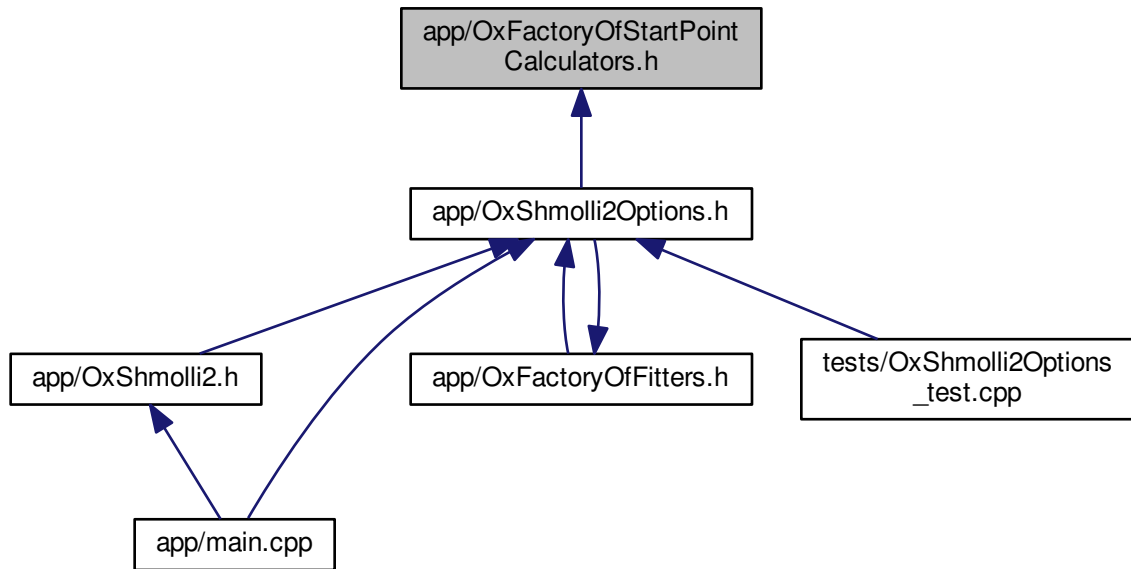 app/OxFactoryOfStartPoint
Calculators.h
app/OxShmolli2Options.h
app/OxShmolli2.h
app/OxFactoryOfFitters.h
tests/OxShmolli2Options
_test.cpp
app/main.cpp